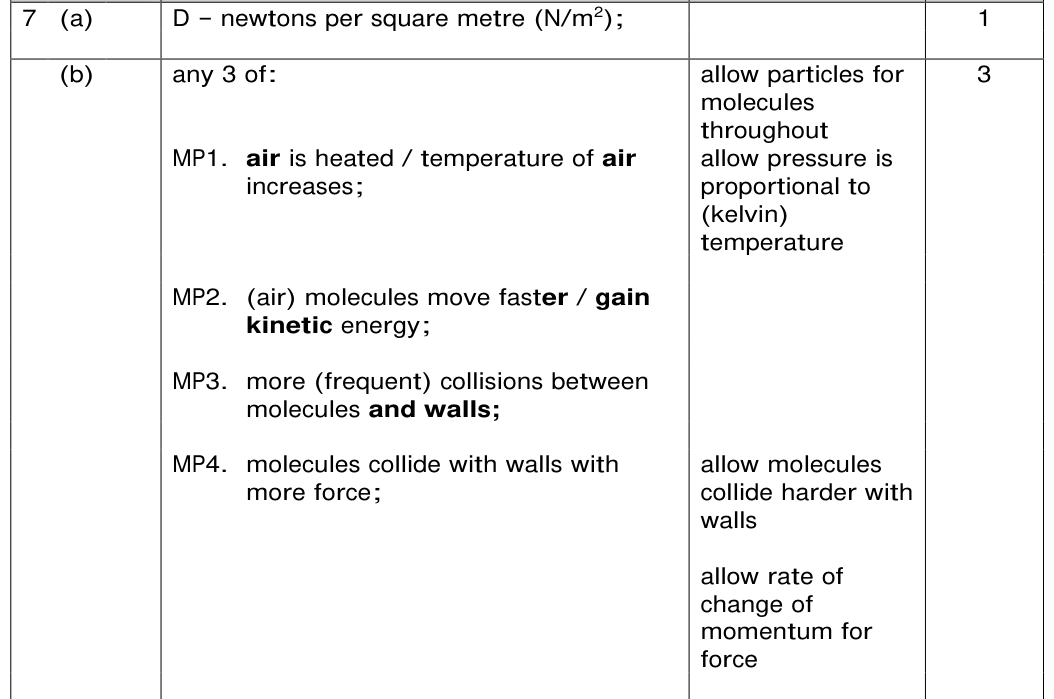 7 (a) D – newtons per square metre (N/m²); 1
(b) any 3 of: allow particles for 3
molecules
throughout
MP1. air is heated / temperature of air allow pressure is
increases; proportional to
(kelvin)
temperature
MP2. (air) molecules move faster / gain
kinetic energy;
MP3. more (frequent) collisions between
molecules and walls;
MP4. molecules collide with walls with allow molecules
more force; collide harder with
walls
allow rate of
change of
momentum for
force